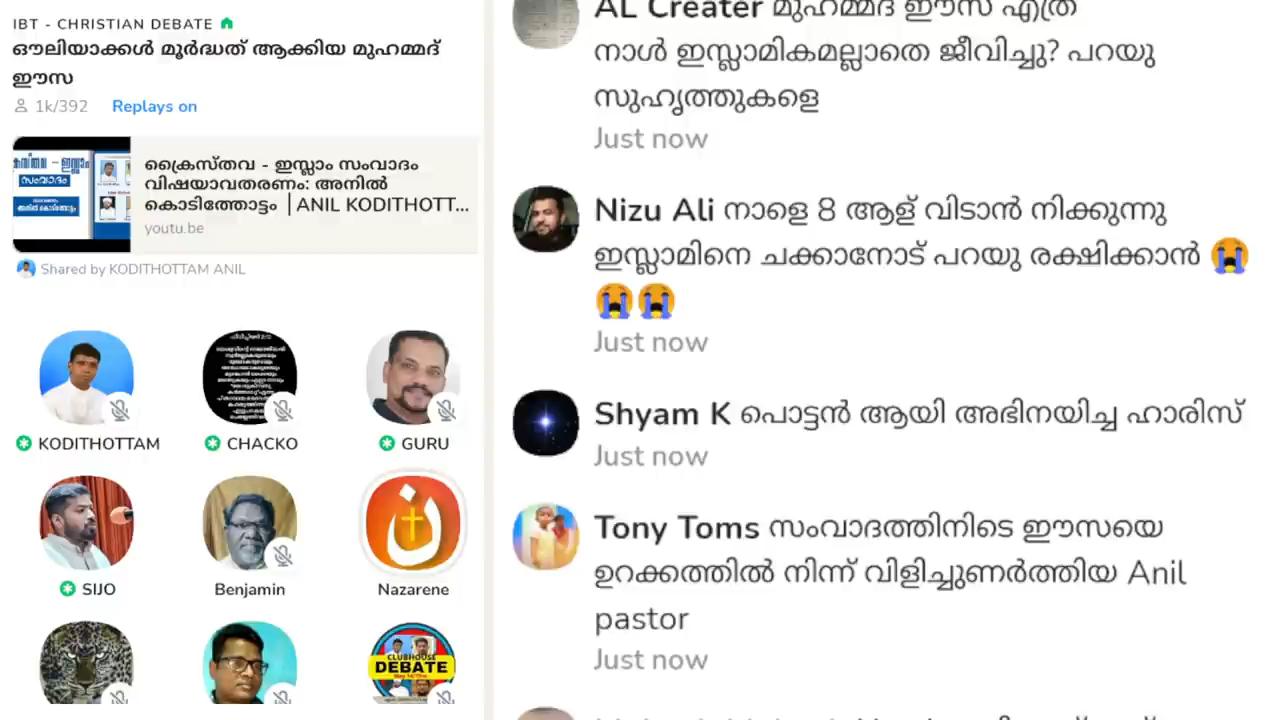 IBT - CHRISTIAN DEBATE
ഔലിയാക്കൾ മൂർദ്ധത് ആക്കിയ മുഹമ്മദ്
ഈസ
1k/392 Replays on
സംവാദം
ക്രൈസ്തവ - ഇസ്ലാം സംവാദം
വിഷയാവതരണം: അനിൽ
കൊടിത്തോട്ടം |ANIL KODITHOTT...
youtu.be
Shared by KODITHOTTAM ANIL
KODITHOTTAM
CHACKO
GURU
SIJO
Benjamin
Nazarene
CLUBHOUSE
DEBATE
AL Creater മുഹമ്മദ് ഈസ എത്ര
നാൾ ഇസ്ലാമികമല്ലാതെ ജീവിച്ചു? പറയു
സുഹൃത്തുകളെ
Just now
Nizu Ali നാളെ 8 ആള് വിടാൻ നിക്കുന്നു
ഇസ്ലാമിനെ ചക്കാനോട് പറയു രക്ഷിക്കാൻ 😭
😭😭
Just now
Shyam K പൊട്ടൻ ആയി അഭിനയിച്ച ഹാരിസ്
Just now
Tony Toms സംവാദത്തിനിടെ ഈസയെ
ഉറക്കത്തിൽ നിന്ന് വിളിച്ചുണർത്തിയ Anil
pastor
Just now